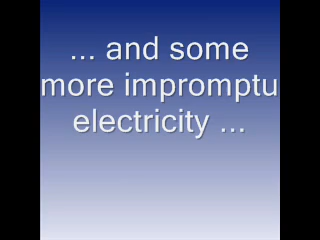 ... and some
more impromptu
electricity ...